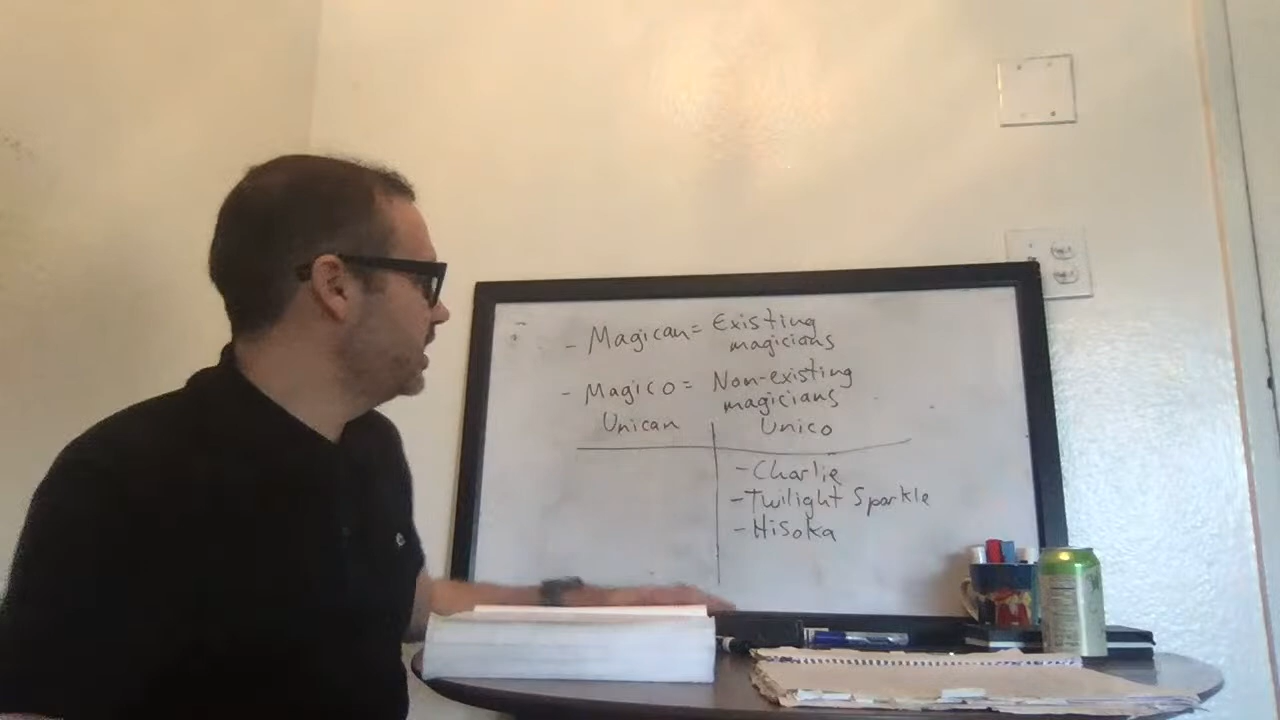 - Magican = Existing
magicians
- Magico = Non-existing
magicians
Unican Unico
- Charlie
- Twilight Sparkle
- Hisoka